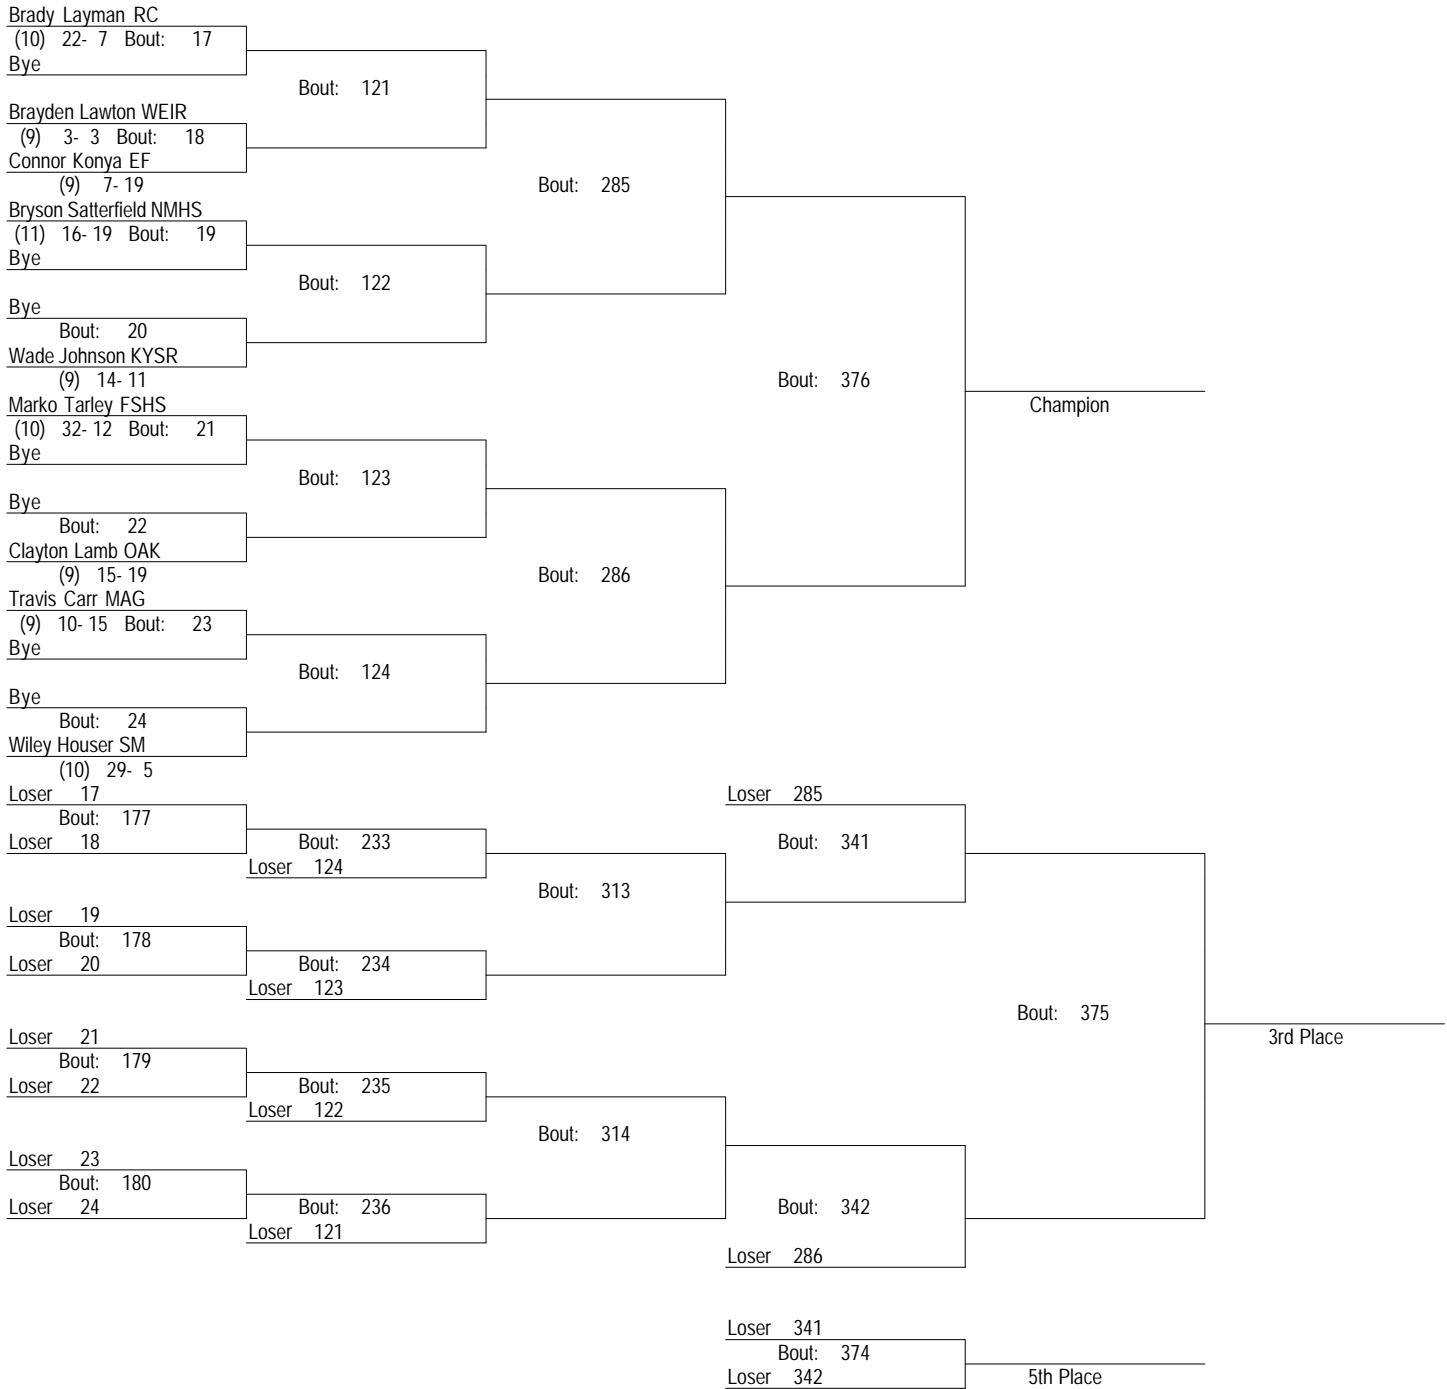 Brady Layman RC
(10) 22- 7 Bout: 17
Bye
Bout: 121
Brayden Lawton WEIR
(9) 3- 3 Bout: 18
Connor Konya EF
(9) 7- 19
Bout: 285
Bryson Satterfield NMHS
(11) 16- 19 Bout: 19
Bye
Bout: 122
Bye
Bout: 20
Wade Johnson KYSR
(9) 14- 11
Bout: 376
Champion
Marko Tarley FSHS
(10) 32- 12 Bout: 21
Bye
Bout: 123
Bye
Bout: 22
Clayton Lamb OAK
(9) 15- 19
Bout: 286
Travis Carr MAG
(9) 10- 15 Bout: 23
Bye
Bout: 124
Bye
Bout: 24
Wiley Houser SM
(10) 29- 5
Loser 17
Bout: 177
Loser 18
Bout: 233
Loser 124
Loser 285
Bout: 341
Bout: 313
Loser 19
Bout: 178
Loser 20
Bout: 234
Loser 123
Bout: 375
3rd Place
Loser 21
Bout: 179
Loser 22
Bout: 235
Loser 122
Bout: 314
Loser 23
Bout: 180
Loser 24
Bout: 236
Loser 121
Bout: 342
Loser 286
Loser 341
Bout: 374
Loser 342
5th Place